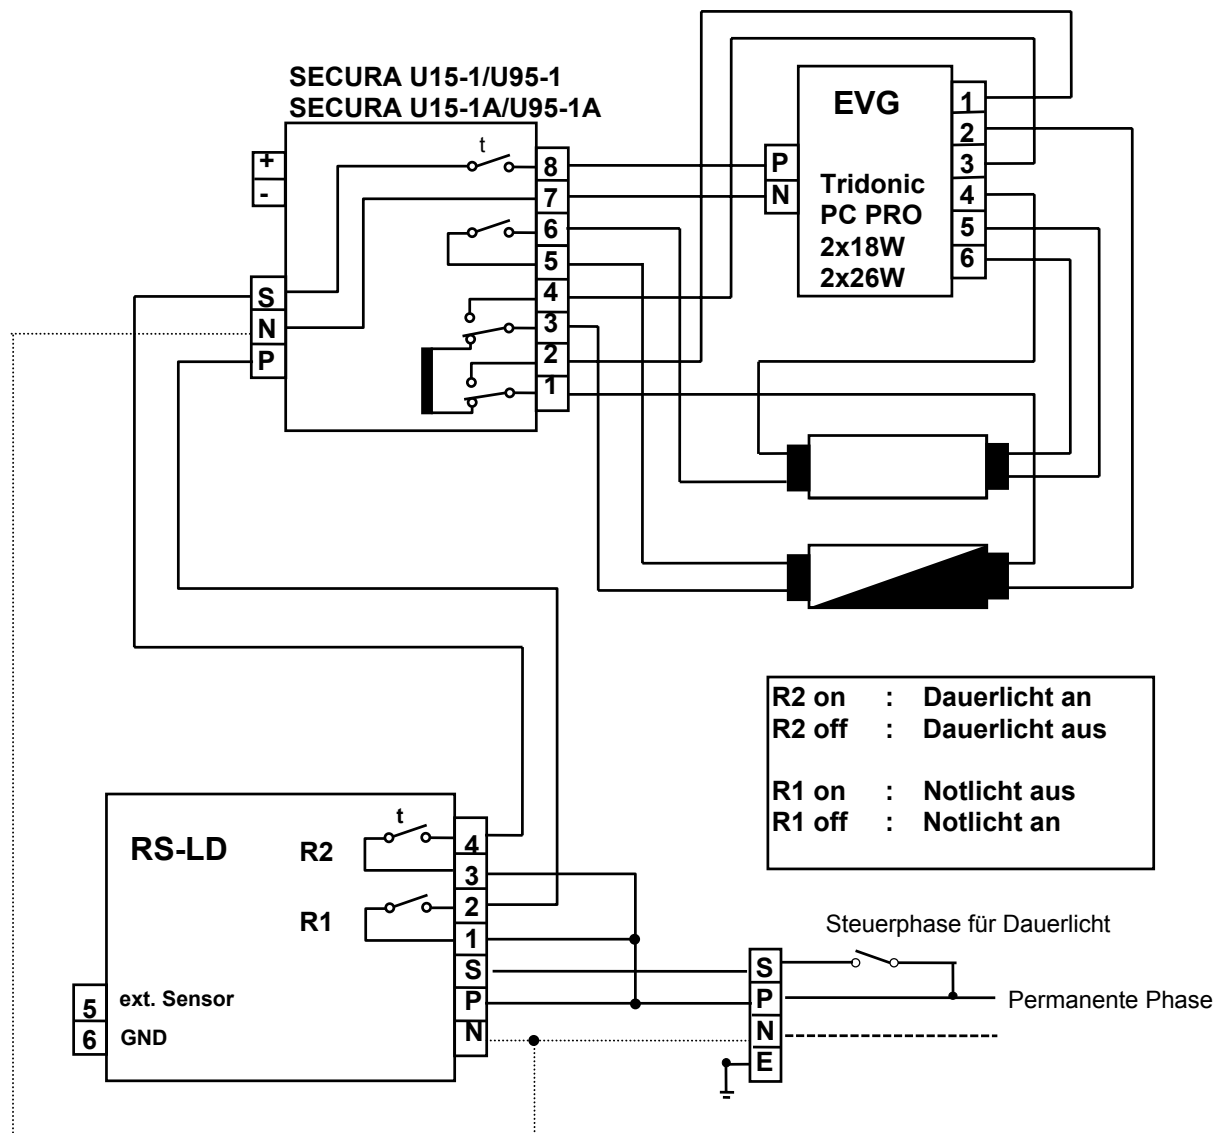 SECURA U15-1/U95-1
SECURA U15-1A/U95-1A
+
-
S
N
P
t
8
7
6
5
4
3
2
1
P
N
EVG
Tridonic
PC PRO
2x18W
2x26W
1
2
3
4
5
6
R2 on : Dauerlicht an
R2 off : Dauerlicht aus
R1 on : Notlicht aus
R1 off : Notlicht an
RS-LD
R2
t
R1
4
3
2
1
S
P
N
5 ext. Sensor
6 GND
Steuerphase für Dauerlicht
S
P
N
E
Permanente Phase